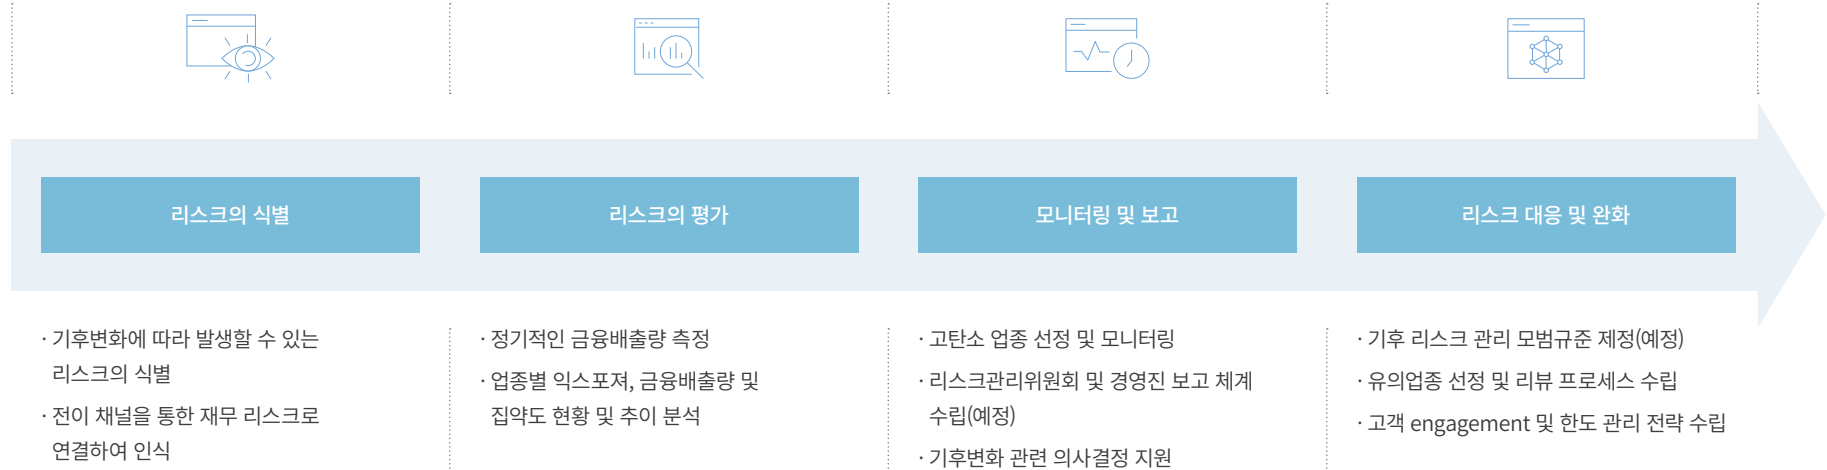 리스크의 식별
리스크의 평가
모니터링 및 보고
리스크 대응 및 완화
· 기후변화에 따라 발생할 수 있는
리스크의 식별
· 전이 채널을 통한 재무 리스크로
연결하여 인식
· 정기적인 금융배출량 측정
· 업종별 익스포져, 금융배출량 및
집약도 현황 및 추이 분석
· 고탄소 업종 선정 및 모니터링
· 리스크관리위원회 및 경영진 보고 체계
수립(예정)
· 기후변화 관련 의사결정 지원
· 기후 리스크 관리 모범규준 제정(예정)
· 유의업종 선정 및 리뷰 프로세스 수립
· 고객 engagement 및 한도 관리 전략 수립